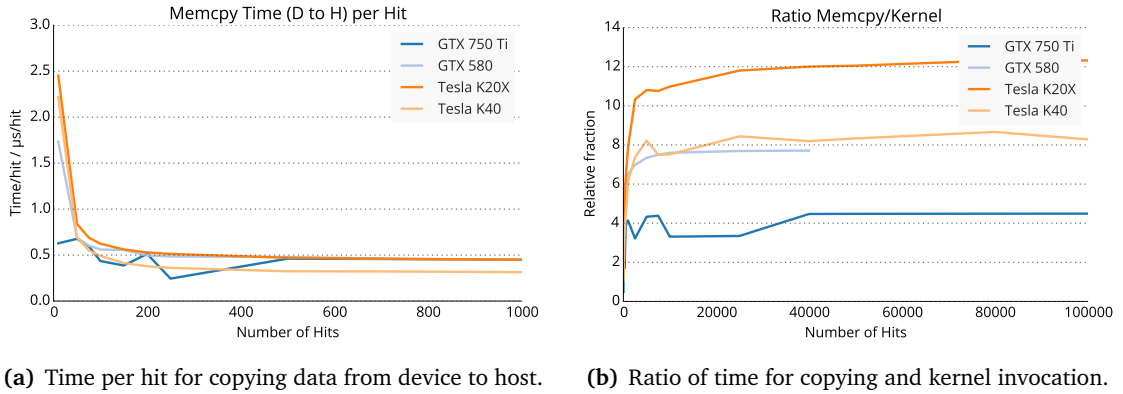 Memcpy Time (D to H) per Hit
3.0
2.5
2.0
1.5
1.0
0.5
0.0
Time/hit / µs/hit
GTX 750 Ti
GTX 580
Tesla K20X
Tesla K40
0 200 400 600 800 1000
Number of Hits
(a) Time per hit for copying data from device to host.
Ratio Memcpy/Kernel
14
12
10
8
6
4
2
0
Relative fraction
GTX 750 Ti
GTX 580
Tesla K20X
Tesla K40
0 20000 40000 60000 80000 100000
Number of Hits
(b) Ratio of time for copying and kernel invocation.